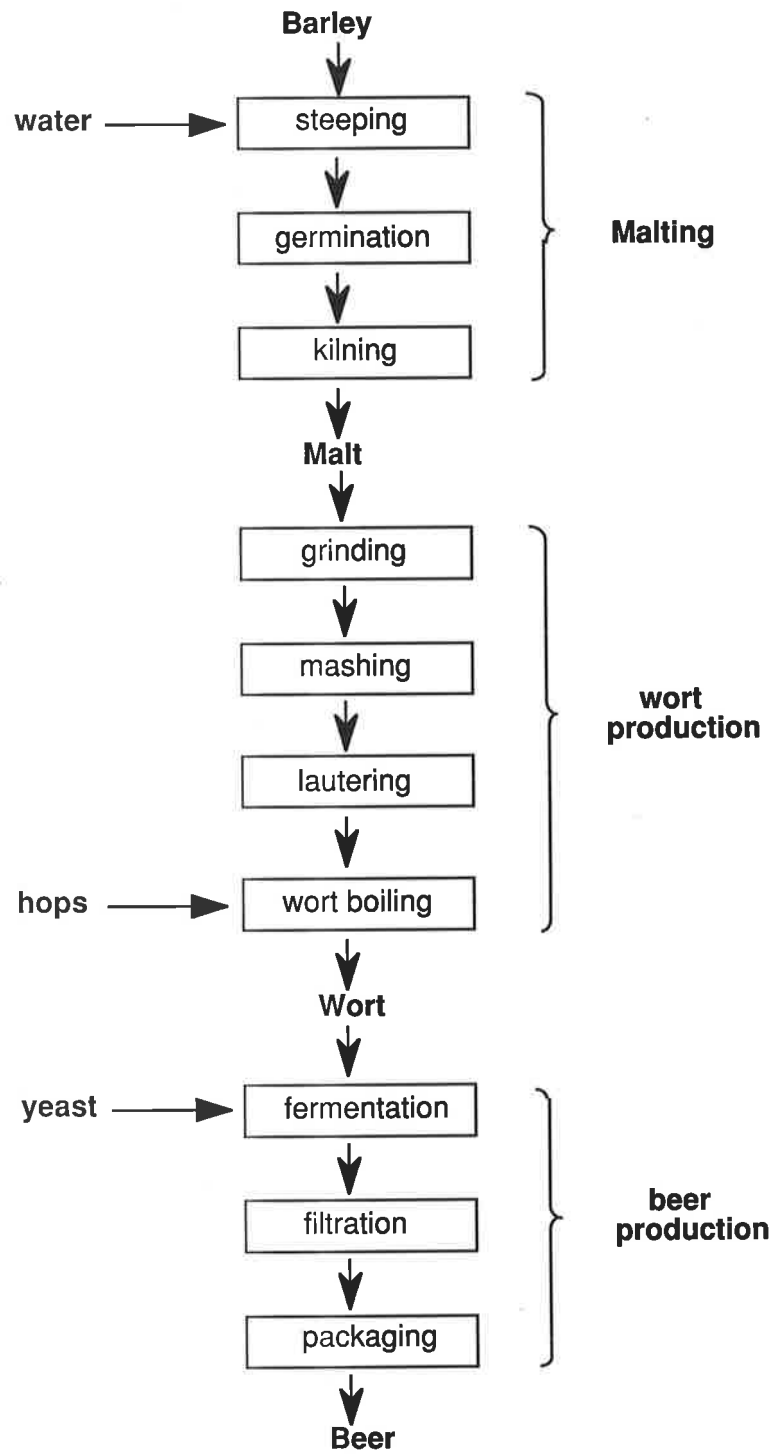 Barley
water
steeping
germination
Malting
kilning
Malt
grinding
mashing
wort
production
lautering
hops
wort boiling
Wort
yeast
fermentation
filtration
beer
production
packaging
Beer